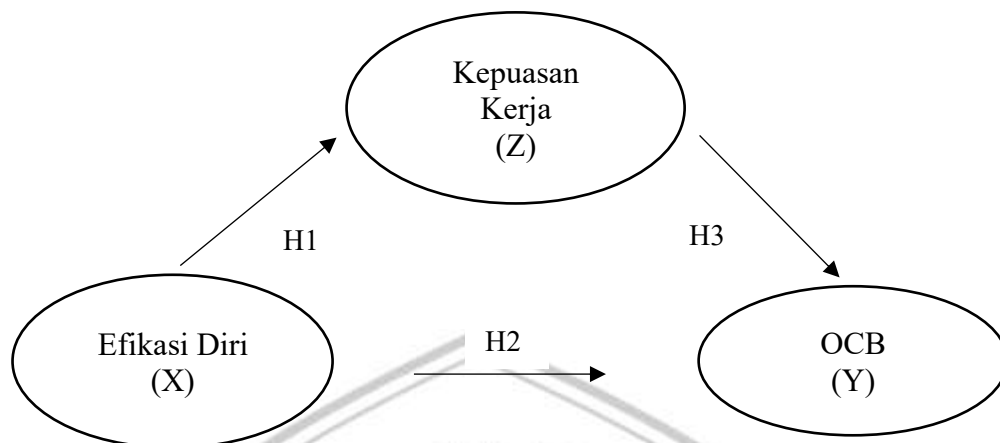 Kepuasan
Kerja
(Z)
H1
H3
Efikasi Diri
(X)
H2
OCB
(Y)